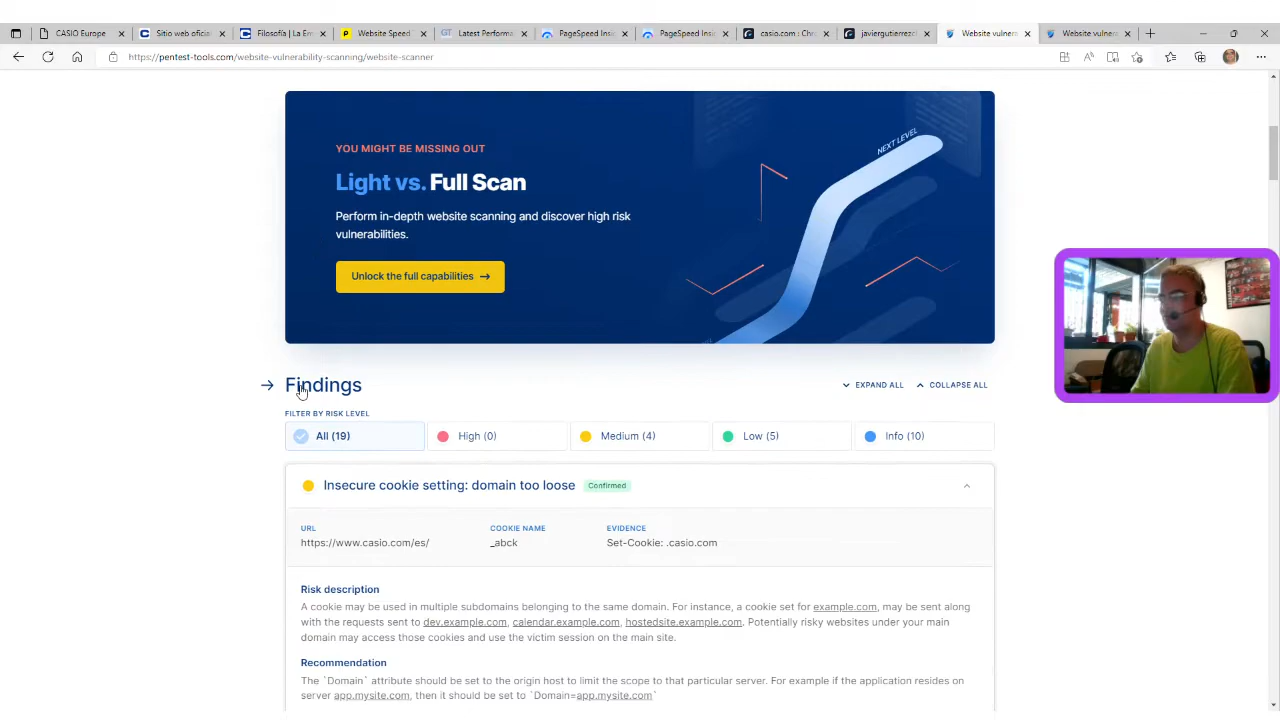 CASIO Europe
Sitio web oficia
Filosofía | La En
Website Speed
Latest Performa
PageSpeed Insi
PageSpeed Insi
casio.com : Chr
javiergutierrezcl
Website vulner
Website vulner
https://pentest-tools.com/website-vulnerability-scanning/website-scanner
YOU MIGHT BE MISSING OUT
Light vs. Full Scan
Perform in-depth website scanning and discover high risk
vulnerabilities.
Unlock the full capabilities →
NEXT LEVEL
Findings
EXPAND ALL
COLLAPSE ALL
FILTER BY RISK LEVEL
All (19)
High (0)
Medium (4)
Low (5)
Info (10)
Insecure cookie setting: domain too loose
Confirmed
URL
COOKIE NAME
EVIDENCE
https://www.casio.com/es/
_abck
Set-Cookie: .casio.com
Risk description
A cookie may be used in multiple subdomains belonging to the same domain. For instance, a cookie set for example.com, may be sent along
with the requests sent to dev.example.com, calendar.example.com, hostedsite.example.com. Potentially risky websites under your main
domain may access those cookies and use the victim session on the main site.
Recommendation
The `Domain` attribute should be set to the origin host to limit the scope to that particular server. For example if the application resides on
server app.mysite.com, then it should be set to `Domain=app.mysite.com`